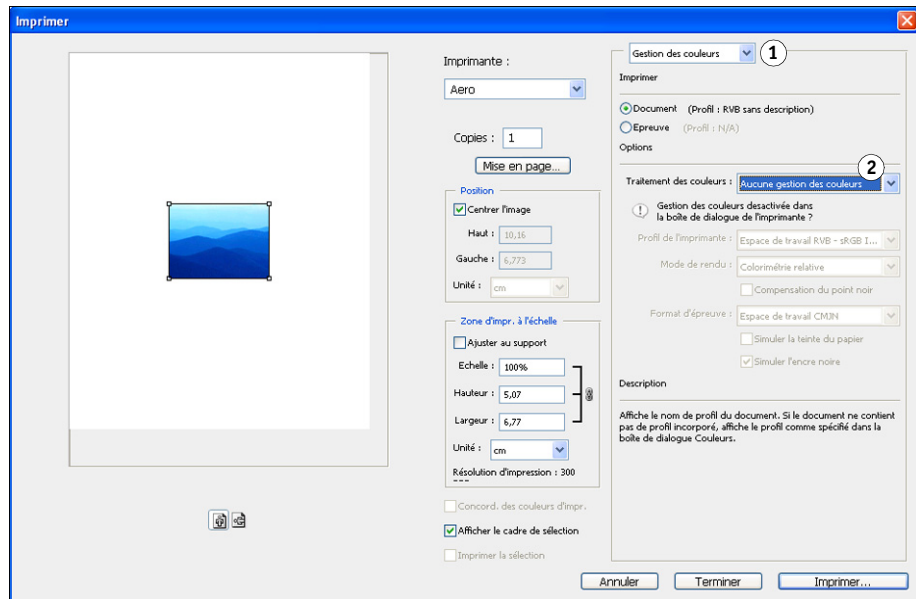 Imprimer
Imprimante :
Aero
Copies : 1
Mise en page...
Position
Centrer l'image
Haut : 10,16
Gauche : 6,773
Unité : cm
Zone d'impr. à l'échelle
Ajuster au support
Echelle : 100%
Hauteur : 5,07
Largeur : 6,77
Unité : cm
Résolution d'impression : 300
Concord. des couleurs d'impr.
Afficher le cadre de sélection
Imprimer la sélection
Gestion des couleurs 1
Imprimer
Document (Profil : RVB sans description)
Epreuve (Profil : N/A)
Options
2
Traitement des couleurs : Aucune gestion des couleurs
Gestion des couleurs desactivée dans
la boîte de dialogue de l'imprimante ?
Profil de l'imprimante : Espace de travail RVB - sRGB I...
Mode de rendu : Colorimétrie relative
Compensation du point noir
Format d'épreuve : Espace de travail CMJN
Simuler la teinte du papier
Simuler l'encre noire
Description
Affiche le nom de profil du document. Si le document ne contient
pas de profil incorporé, affiche le profil comme spécifié dans la
boîte de dialogue Couleurs.
Annuler
Terminer
Imprimer...